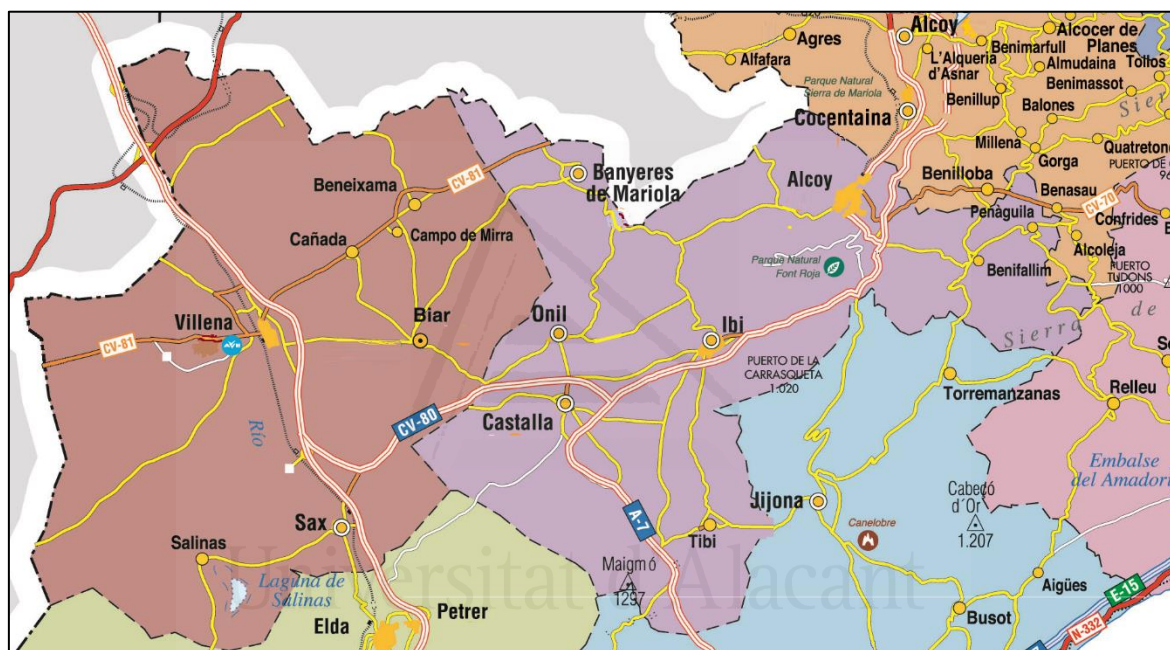 Alcoy
Agres
Alfafara
L'Alqueria
d'Asnar
Benimarfull
Alcocer de
Planes
Almudaina
Tollos
Benimassot
Parque Natural
Sierra de Mariola
Benillup
Balones
Sierr
Cocentaina
Millena
Gorga
Quatretond
PUERTO DE
96
Banyeres
de Mariola
Alcoy
Benilloba
Benasau
CV-70
Confrides
Penàguila
Alcoleja
Benifallim
PUERTO
TUDONS
1000
Sierra
de
CV-81
Beneixama
Campo de Mirra
Cañada
Parque Natural
Font Roja
Villena
CV-81
Biar
Onil
Ibi
PUERTO DE LA
CARRASQUETA
1.020
Torremanzanas
Relleu
Río
CV-80
Castalla
Embalse
del Amadori
A-7
Jijona
Cabeçó
d´Or
1.207
Canelobre
Sax
Salinas
Tibi
Maigmó
1297
Universitat d'Alacant
Laguna de
Salinas
Petrer
Elda
Aigües
Busot
E-15
N-332